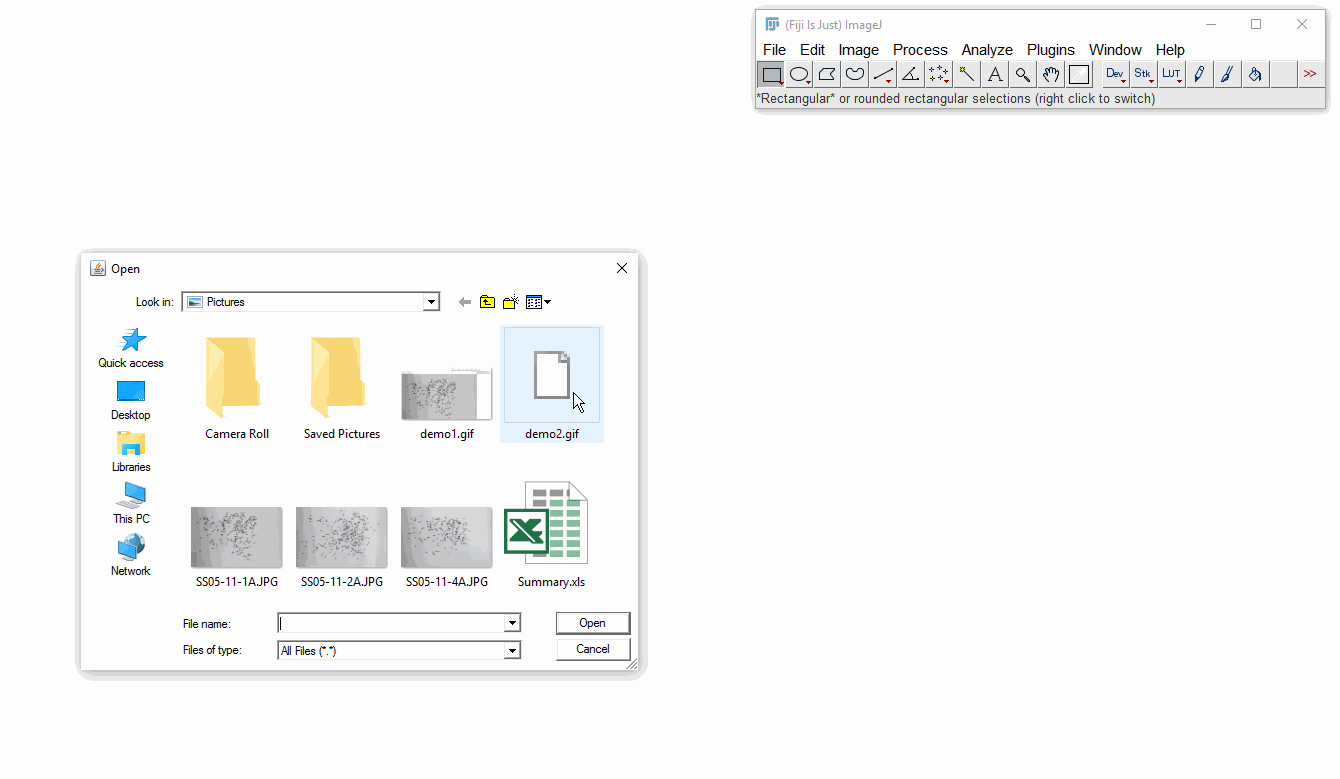 (Fiji Is Just) ImageJ
File Edit Image Process Analyze Plugins Window Help
A Dev Stk LUT >>
*Rectangular* or rounded rectangular selections (right click to switch)
Open
Look in: Pictures
Quick access
Desktop
Libraries
This PC
Network
Camera Roll Saved Pictures demo1.gif demo2.gif
SS05-11-1A.JPG SS05-11-2A.JPG SS05-11-4A.JPG Summary.xls
File name: Open
Files of type: All Files (*.*) Cancel